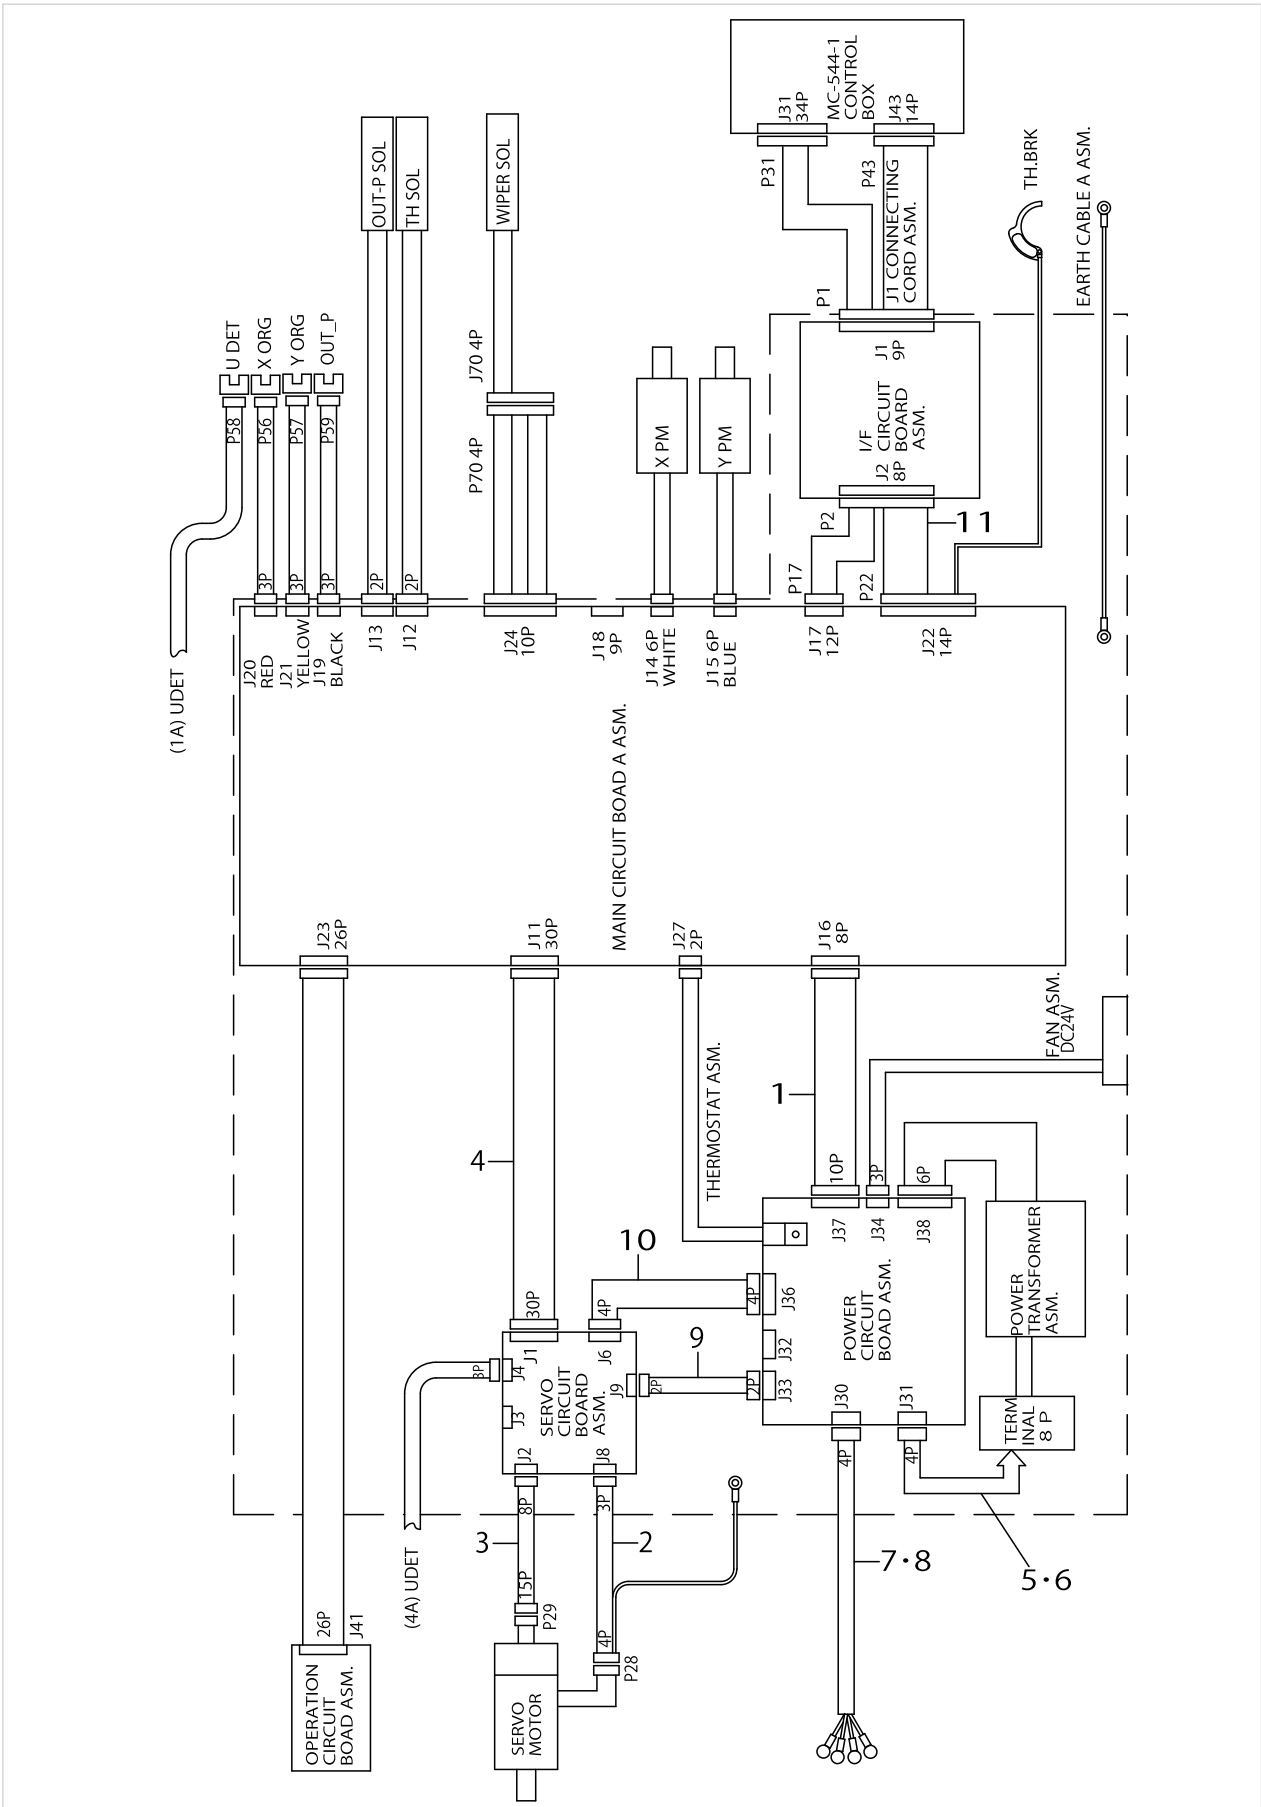 MC-544-1
CONTROL
BOX
J31
34P
J43
14P
P31
P43
J1 CONNECTING
CORD ASM.
P1
TH.BRK
EARTH CABLE A ASM.
OUT-P SOL
TH SOL
WIPER SOL
U DET
X ORG
Y ORG
OUT_P
P58
P56
P57
P59
3P
3P
3P
2P
2P
J70 4P
P70 4P
X PM
Y PM
J1
9P
I/F
CIRCUIT
BOARD
ASM.
J2
8P
P2
11
P17
P22
(1A) UDET
J20
RED
J21
YELLOW
J19
BLACK
J13
J12
J24
10P
J18
9P
J14 6P
WHITE
J15 6P
BLUE
J17
12P
J22
14P
MAIN CIRCUIT BOAD A ASM.
J23
26P
J11
30P
J27
2P
J16
8P
FAN ASM.
DC24V
THERMOSTAT ASM.
1
4
10
9
10P
3P
6P
J37
J34
J38
30P
4P
4P
J36
J32
2P
J33
2P
J9
J1
J6
3P
J4
J3
SERVO
CIRCUIT
BOARD
ASM.
J2
J8
POWER
CIRCUIT
BOAD ASM.
J30
J31
4P
4P
POWER
TRANSFORMER
ASM.
TERM
INAL
8 P
8P
3P
3
2
7・8
5・6
(4A) UDET
15P
P29
4P
P28
26P
J41
OPERATION
CIRCUIT
BOAD ASM.
SERVO
MOTOR